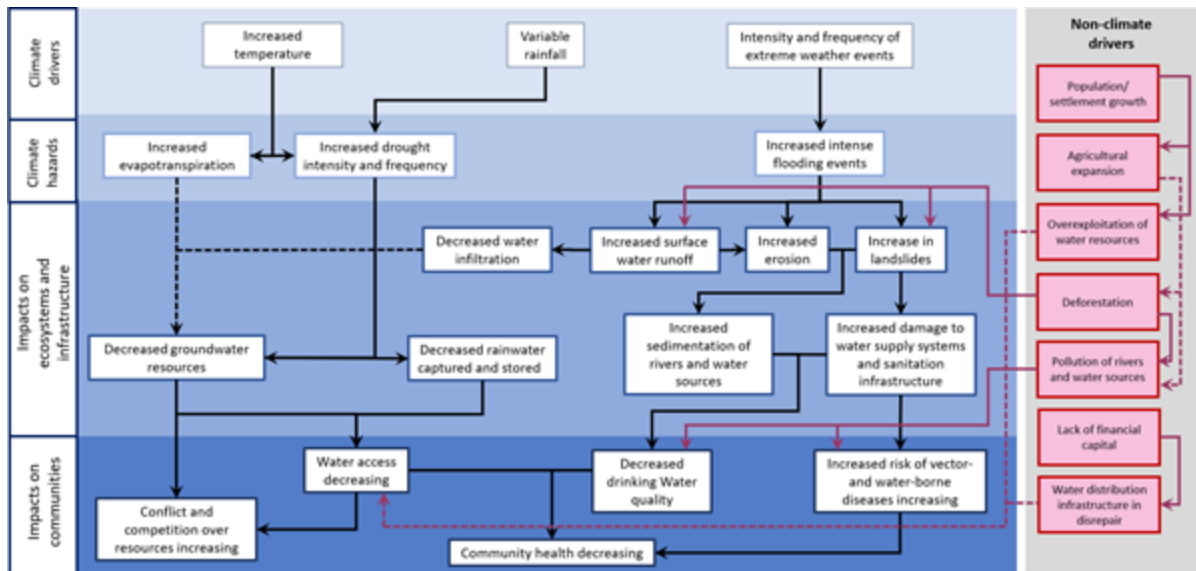 Climate
drivers
Increased
temperature
Variable
rainfall
Intensity and frequency of
extreme weather events
Climate
hazards
Increased
evapotranspiration
Increased drought
intensity and frequency
Increased intense
flooding events
Impacts on
ecosystems and
infrastructure
Decreased water
infiltration
Increased surface
water runoff
Increased
erosion
Increase in
landslides
Decreased groundwater
resources
Decreased rainwater
captured and stored
Increased
sedimentation of
rivers and water
sources
Increased damage to
water supply systems
and sanitation
infrastructure
Impacts on
communities
Water access
decreasing
Decreased
drinking Water
quality
Increased risk of vector-
and water-borne
diseases increasing
Conflict and
competition over
resources increasing
Community health decreasing
Non-climate
drivers
Population/
settlement growth
Agricultural
expansion
Overexploitation of
water resources
Deforestation
Pollution of rivers
and water sources
Lack of financial
capital
Water distribution
infrastructure in
disrepair